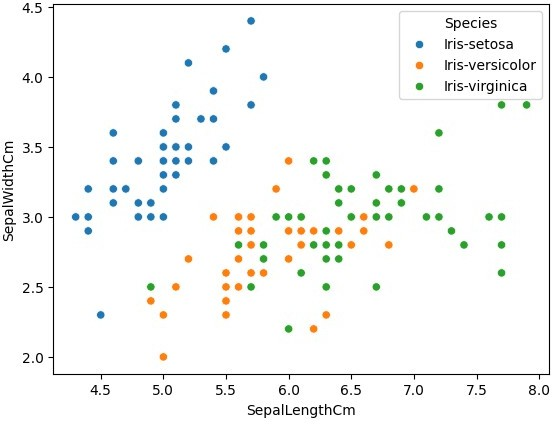 4.5
4.0
3.5
3.0
2.5
2.0
SepalWidthCm
Species
Iris-setosa
Iris-versicolor
Iris-virginica
4.5 5.0 5.5 6.0 6.5 7.0 7.5 8.0
SepalLengthCm